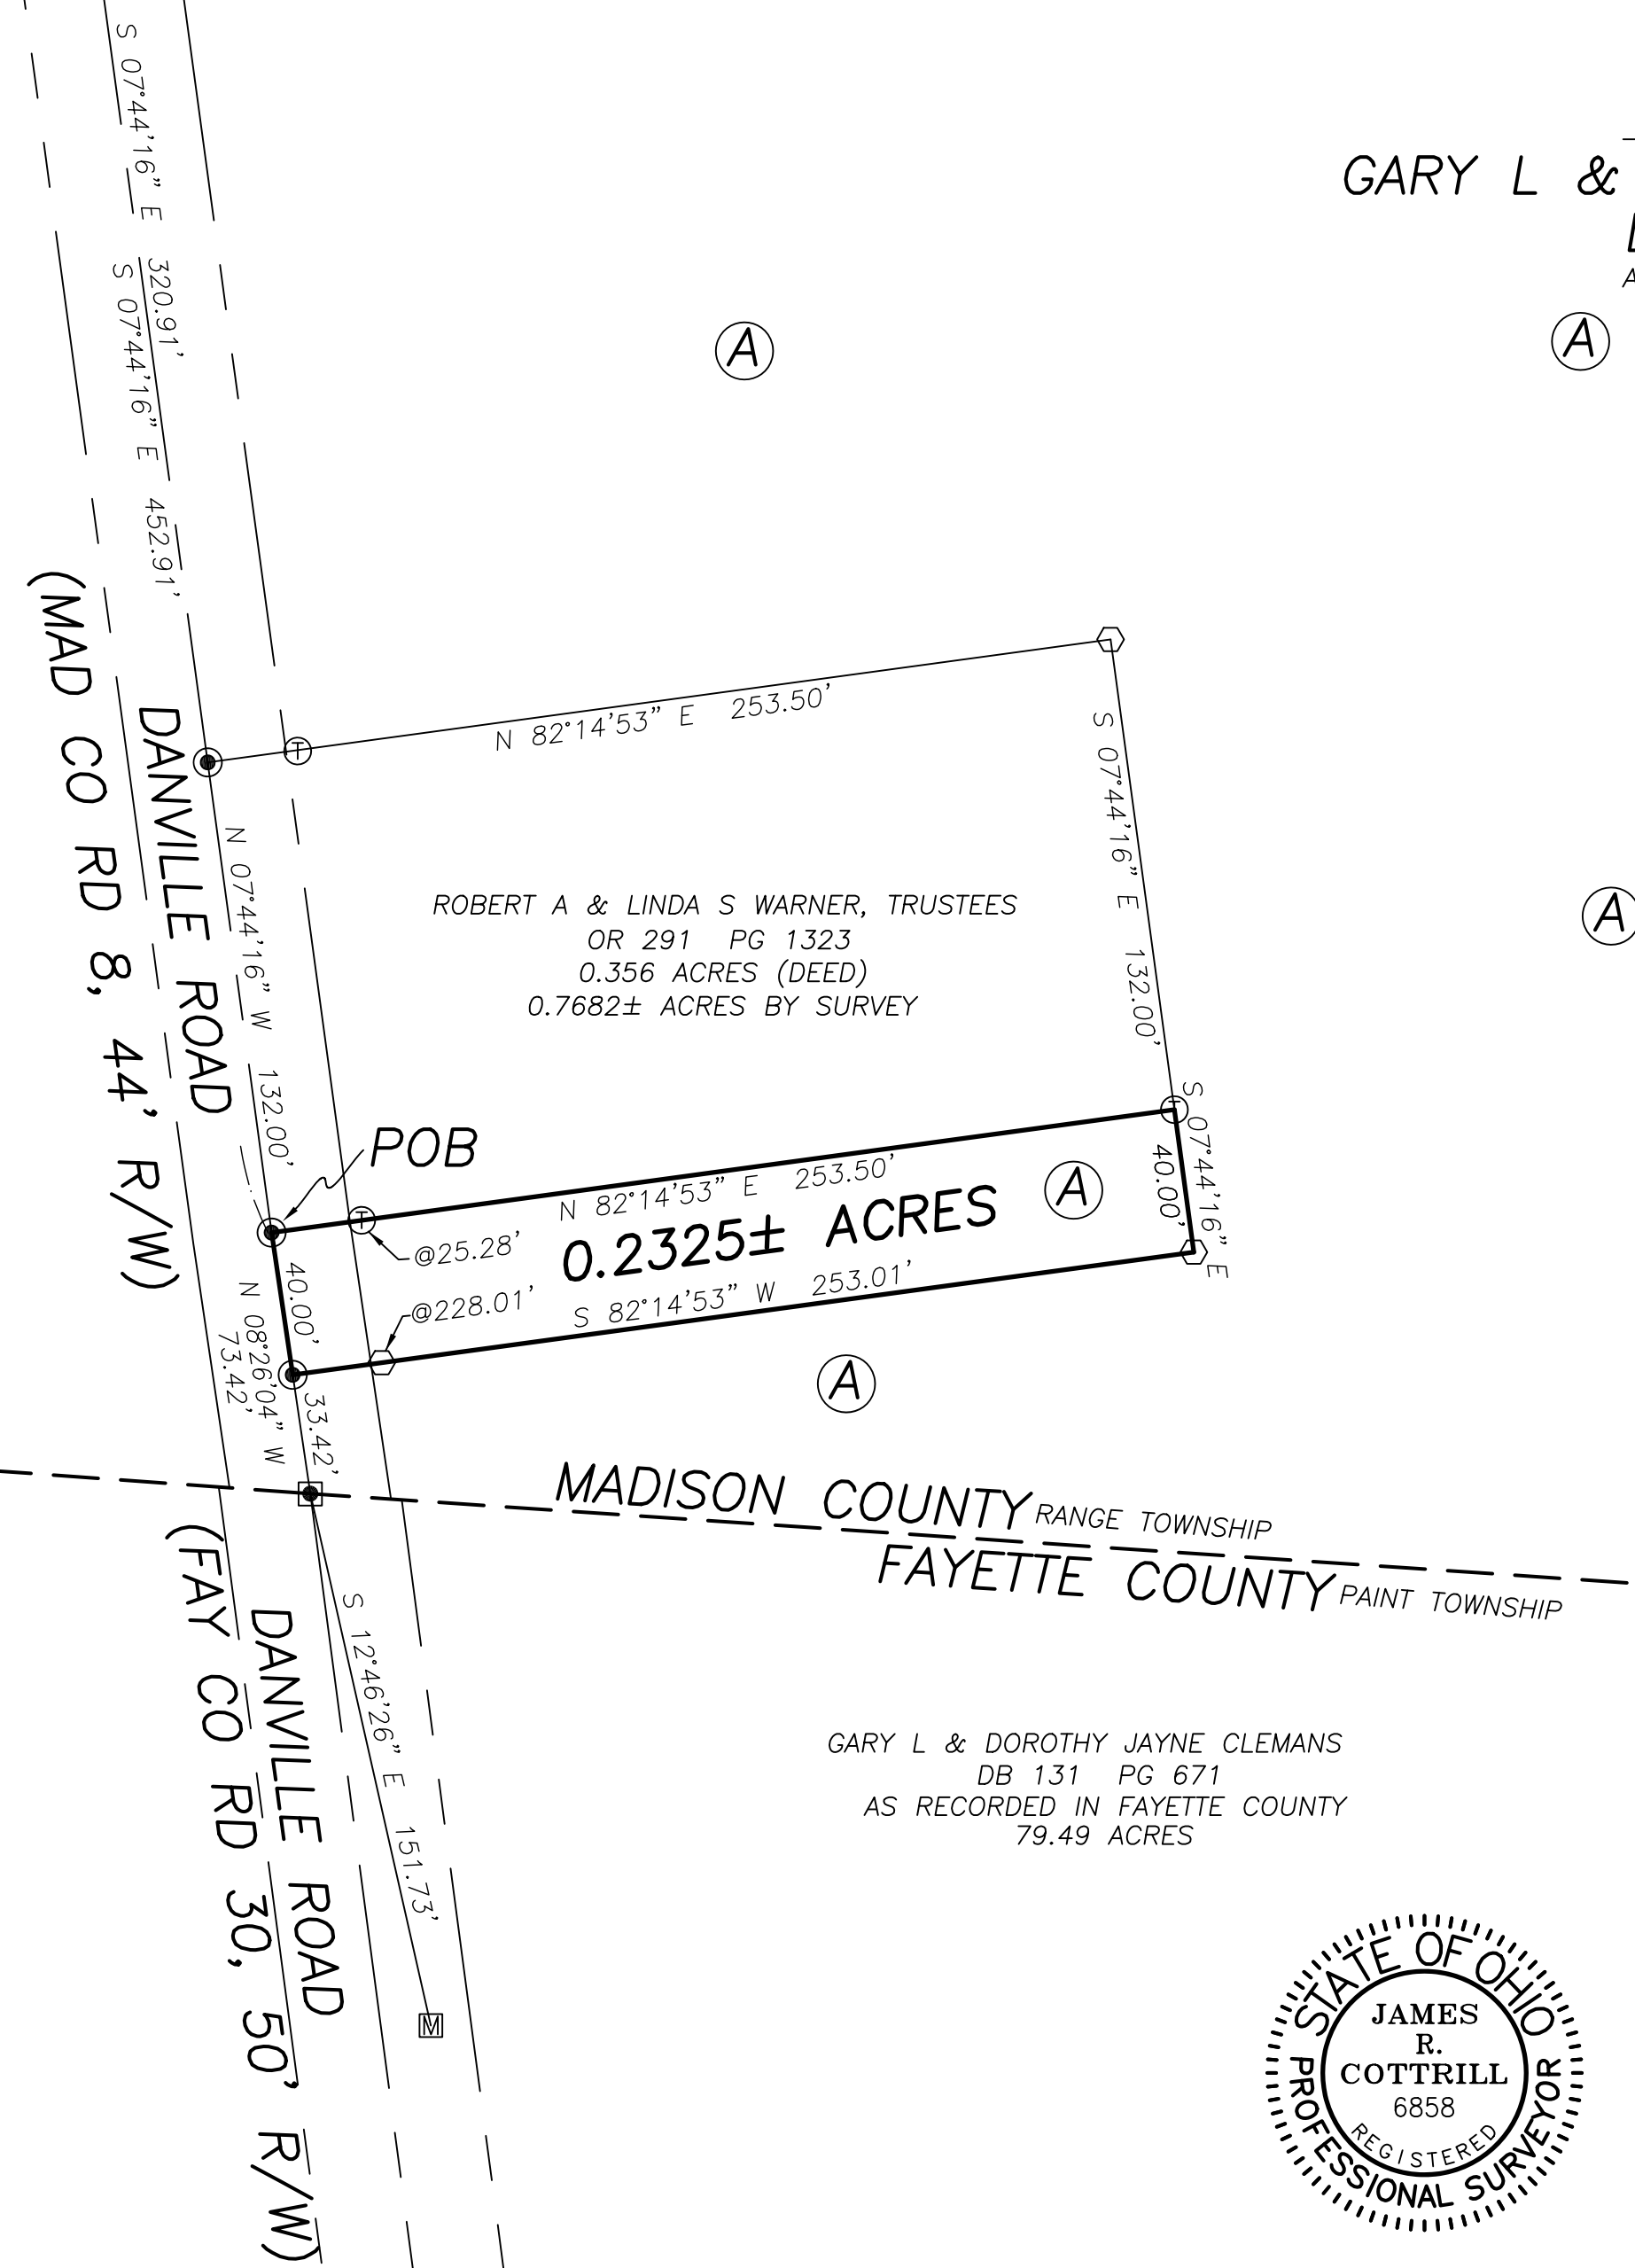 S 07°44'16" E 320.91'
S 07°44'16" E 452.91'
GARY L &
A
A
(MAD CO RD 8, 44' R/W)
DANVILLE ROAD
N 82°14'53" E 253.50'
T
S 07°44'16" E 132.00'
N 07°44'16" W 132.00'
A
ROBERT A & LINDA S WARNER, TRUSTEES
OR 291 PG 1323
0.356 ACRES (DEED)
0.7682± ACRES BY SURVEY
T
S 07°44'16" E
40.00'
POB
T
@25.28'
N 82°14'53" E 253.50'
0.2325± ACRES
A
S 82°14'53" W 253.01'
@228.01'
40.00'
N 08°26'04" W
73.42'
33.42'
A
MADISON COUNTY RANGE TOWNSHIP
FAYETTE COUNTY PAINT TOWNSHIP
DANVILLE ROAD
(FAY CO RD 30, 50' R/W)
S 12°46'26" E 151.73'
M
GARY L & DOROTHY JAYNE CLEMANS
DB 131 PG 671
AS RECORDED IN FAYETTE COUNTY
79.49 ACRES
STATE OF OHIO
JAMES
R.
COTTRILL
6858
REGISTERED
PROFESSIONAL SURVEYOR